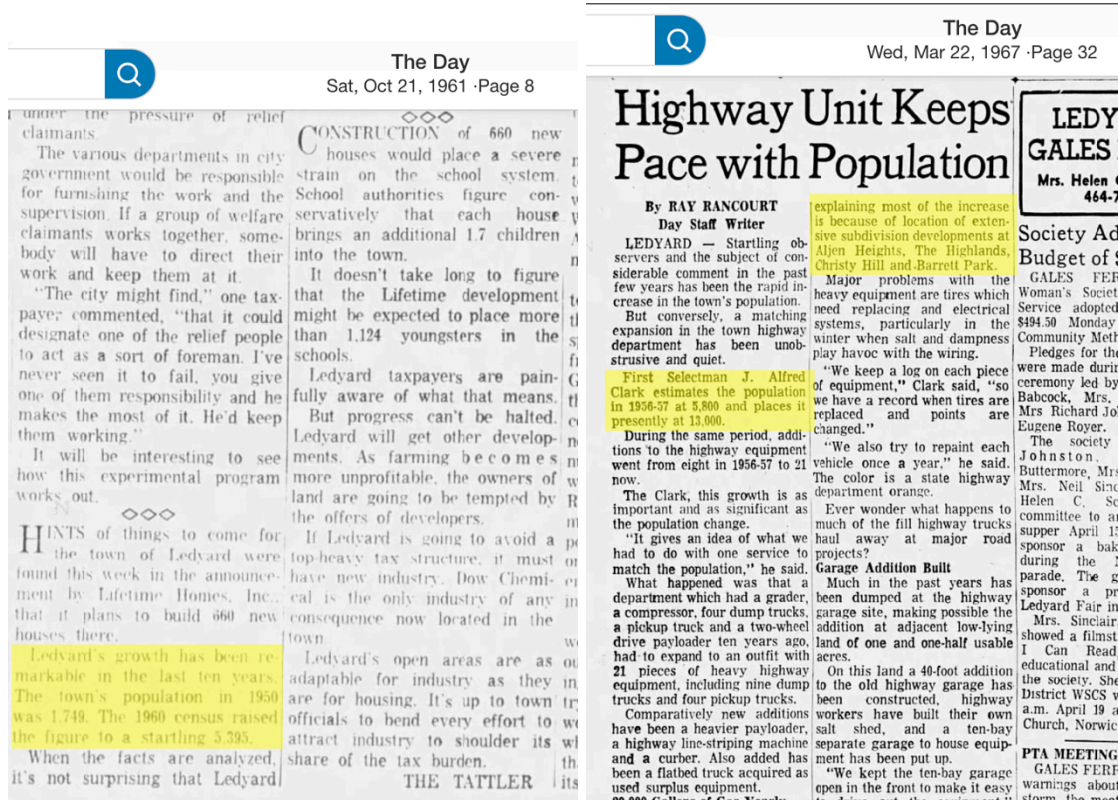 The Day
Sat, Oct 21, 1961 ·Page 8
under the pressure of relief
claimants.
The various departments in city
government would be responsible
for furnishing the work and the
supervision. If a group of welfare
claimants works together, some-
body will have to direct their
work and keep them at it.
"The city might find," one tax-
payer commented, "that it could
designate one of the relief people
to act as a sort of foreman. I've
never seen it to fail, you give
one of them responsibility and he
makes the most of it. He'd keep
them working."
It will be interesting to see
how this experimental program
works out.
HINTS of things to come for
the town of Ledyard were
found this week in the announce-
ment by Lifetime Homes, Inc.,
that it plans to build 660 new
houses there.
Ledyard's growth has been re-
markable in the last ten years.
The town's population in 1950
was 1,749. The 1960 census raised
the figure to a startling 5,395.
When the facts are analyzed,
it's not surprising that Ledyard
CONSTRUCTION of 660 new
houses would place a severe
strain on the school system.
School authorities figure con-
servatively that each house
brings an additional 1.7 children
into the town.
It doesn't take long to figure
that the Lifetime development
might be expected to place more
than 1,124 youngsters in the
schools.
Ledyard taxpayers are pain-
fully aware of what that means.
But progress can't be halted.
Ledyard will get other develop-
ments. As farming becomes
more unprofitable, the owners of
land are going to be tempted by
the offers of developers.
If Ledyard is going to avoid a
top-heavy tax structure, it must
have new industry. Dow Chemi-
cal is the only industry of any
consequence now located in the
town.
Ledyard's open areas are as
adaptable for industry as they
are for housing. It's up to town
officials to bend every effort to
attract industry to shoulder its
share of the tax burden.
THE TATTLER
The Day
Wed, Mar 22, 1967 ·Page 32
Highway Unit Keeps
Pace with Population
By RAY RANCOURT
Day Staff Writer
LEDYARD — Startling ob-
servers and the subject of con-
siderable comment in the past
few years has been the rapid in-
crease in the town's population.
But conversely, a matching
expansion in the town highway
department has been unob-
strusive and quiet.
First Selectman J. Alfred
Clark estimates the population
in 1956-57 at 5,800 and places it
presently at 13,000.
During the same period, addi-
tions to the highway equipment
went from eight in 1956-57 to 21
now.
The Clark, this growth is as
important and as significant as
the population change.
"It gives an idea of what we
had to do with one service to
match the population," he said.
What happened was that a
department which had a grader,
a compressor, four dump trucks,
a pickup truck and a two-wheel
drive payloader ten years ago,
had to expand to an outfit with
21 pieces of heavy highway
equipment, including nine dump
trucks and four pickup trucks.
Comparatively new additions
have been a heavier payloader,
a highway line-striping machine
and a curber. Also added has
been a flatbed truck acquired as
used surplus equipment.
explaining most of the increase
is because of location of exten-
sive subdivision developments at
Aljen Heights, The Highlands,
Christy Hill and Barrett Park.
Major problems with the
heavy equipment are tires which
need replacing and electrical
systems, particularly in the
winter when salt and dampness
play havoc with the wiring.
"We keep a log on each piece
of equipment," Clark said, "so
we have a record when tires are
replaced and points are
changed."
"We also try to repaint each
vehicle once a year," he said.
The color is a state highway
department orange.
Ever wonder what happens to
much of the fill highway trucks
haul away at major road
projects?
Garage Addition Built
Much in the past has
been dumped at the highway
garage site, making possible the
addition at adjacent low-lying
land of one and one-half usable
acres.
On this land a 40-foot addition
to the old highway garage has
been constructed, highway
workers have built their own
salt shed, and a ten-bay
separate garage to house equip-
ment has been put up.
"We kept the ten-bay garage
open in the front to make it easy
LEDY
GALES
Mrs. Helen
464-7
Society Ad
Budget of
GALES FER
Woman's Societ
Service adopted
$494.50 Monday
Community Meth
Pledges for the
were made durin
ceremony led by
Babcock, Mrs.
Mrs Richard Jo
Eugene Royer.
The society
Johnston,
Buttermore, Mrs
Mrs. Neil Sinc
Helen C. Sc
committee to a
supper April 15
sponsor a bak
during the
parade. The g
sponsor a pr
Ledyard Fair in
Mrs. Sinclair
showed a filmst
I Can Read
educational and
the society. She
District WSCS w
a.m. April 19 a
Church, Norwic
PTA MEETING
GALES FER
warnings abou